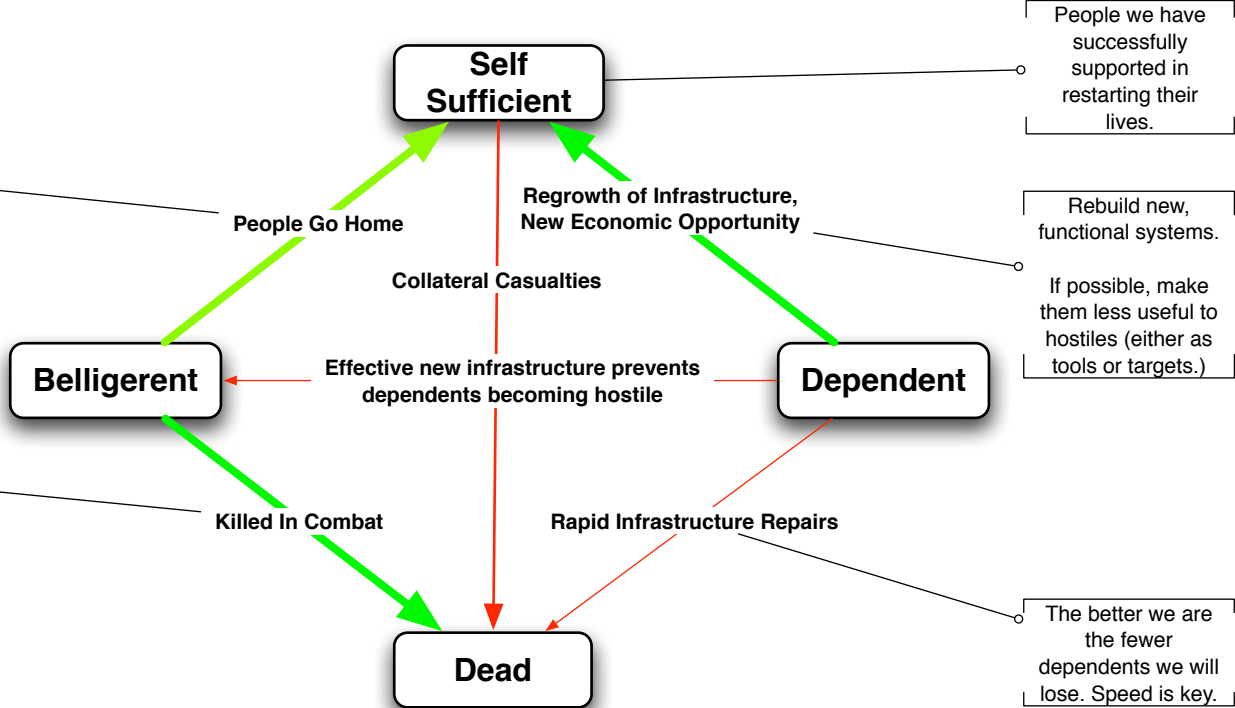 People we have
successfully
supported in
restarting their
lives.
Self
Sufficient
Regrowth of Infrastructure,
New Economic Opportunity
People Go Home
Rebuild new,
functional systems.
If possible, make
them less useful to
hostiles (either as
tools or targets.)
Collateral Casualties
Belligerent
Effective new infrastructure prevents
dependents becoming hostile
Dependent
Killed In Combat
Rapid Infrastructure Repairs
The better we are
the fewer
dependents we will
lose. Speed is key.
Dead